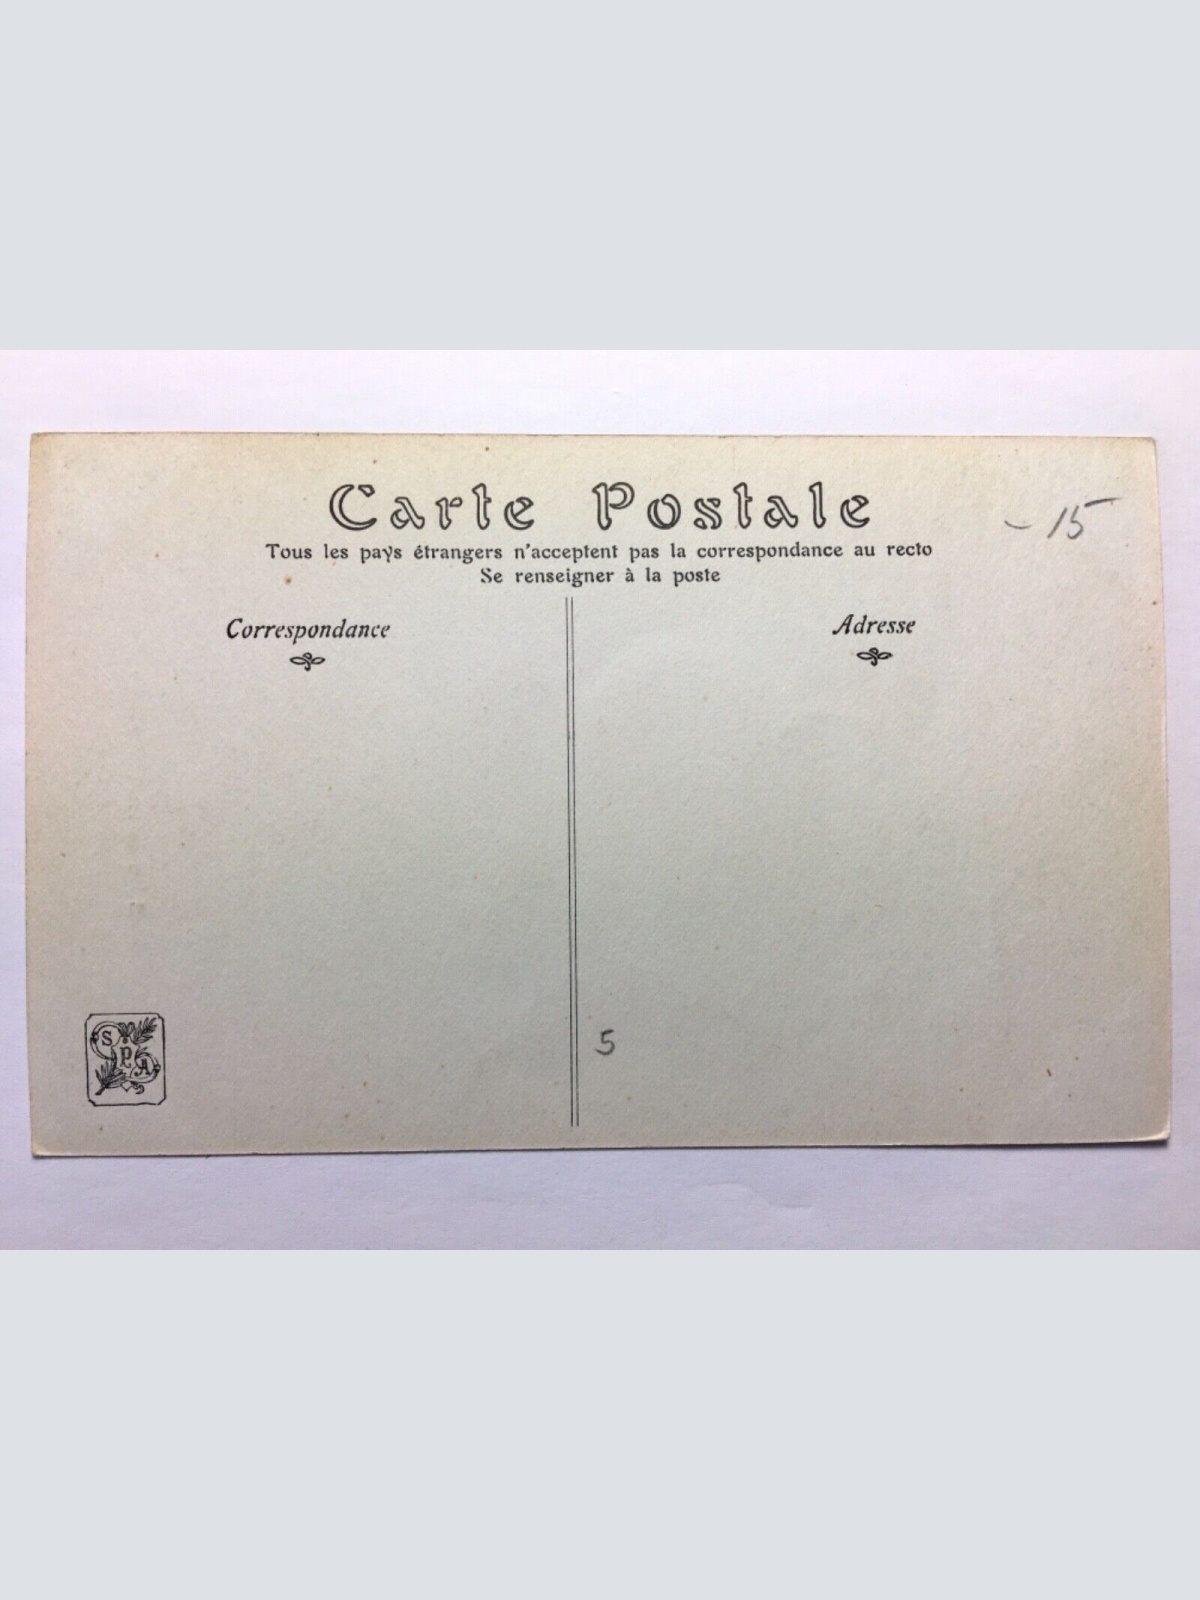 Carte Postale
- 15
Tous les pays étrangers n'acceptent pas la correspondance au recto
Se renseigner à la poste
Correspondance
Adresse
5
S
P
A